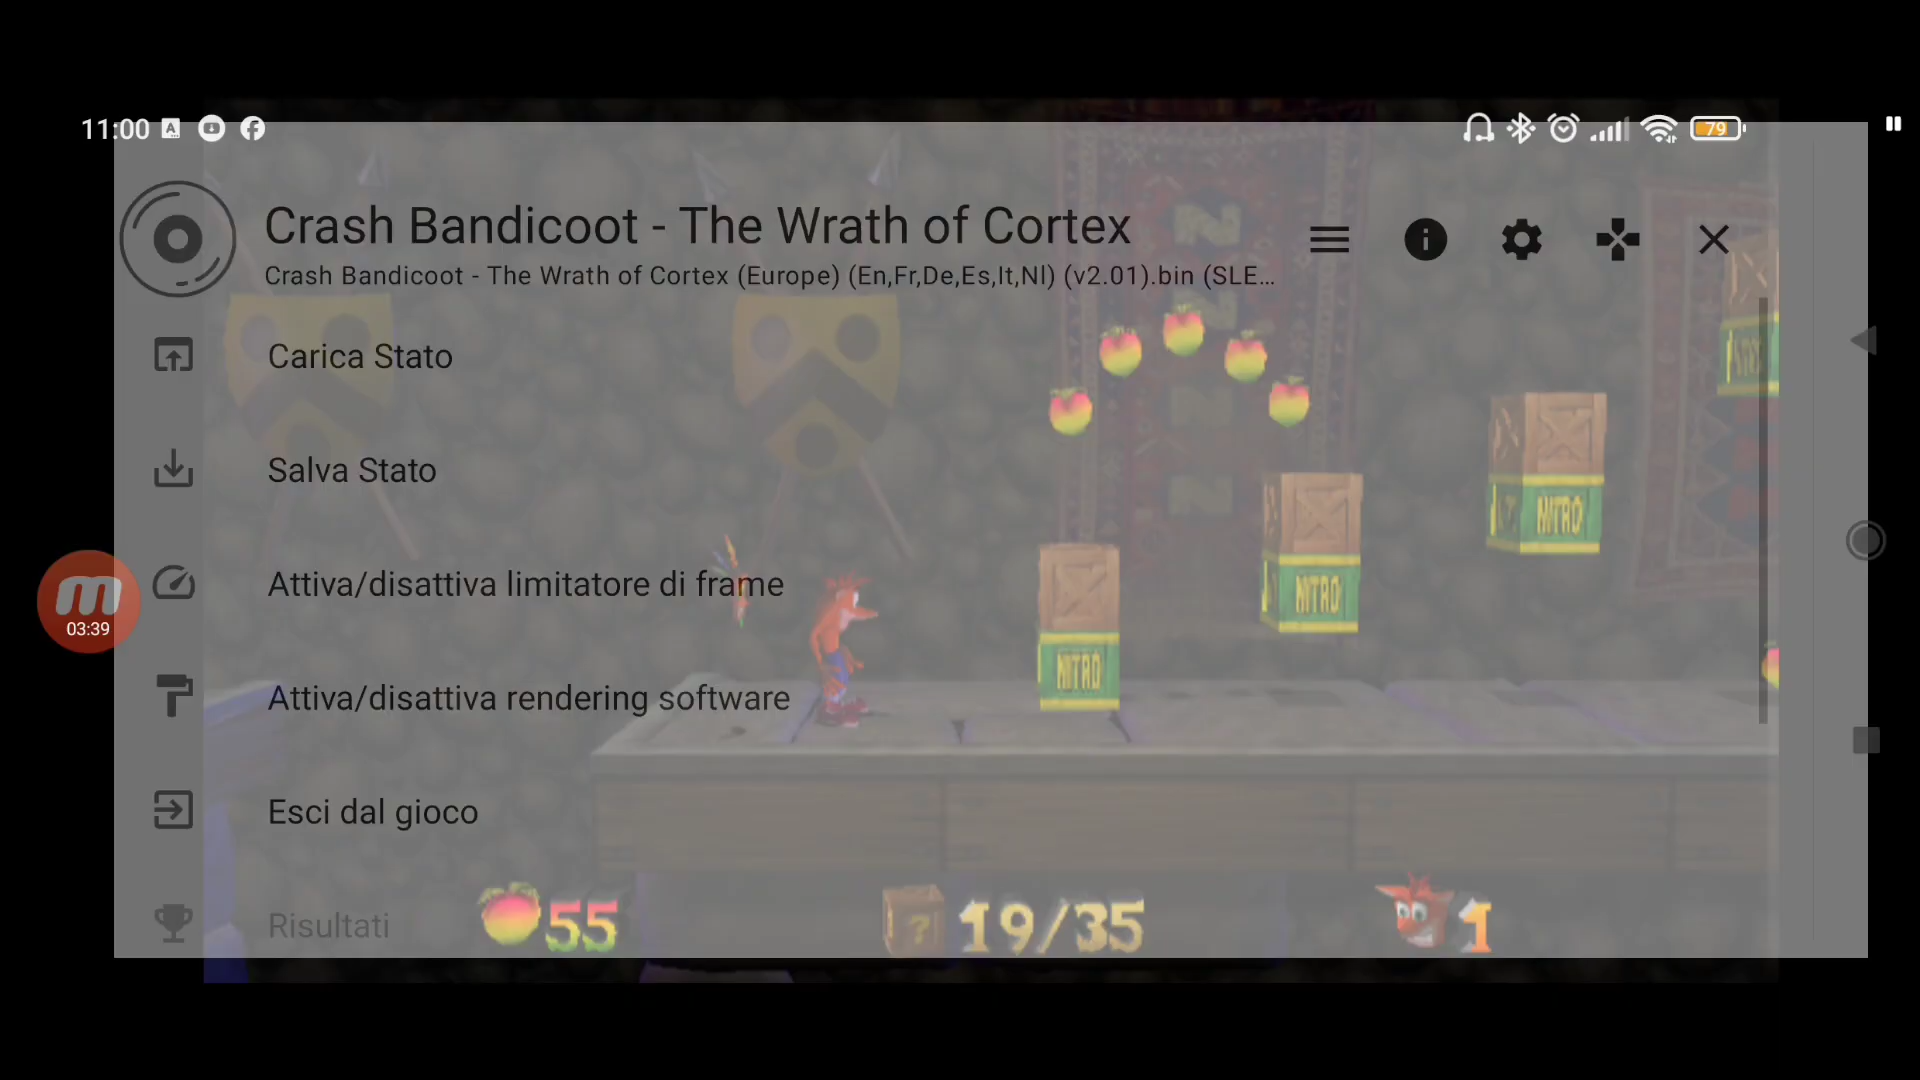 11:00
79
Crash Bandicoot - The Wrath of Cortex
Crash Bandicoot - The Wrath of Cortex (Europe) (En,Fr,De,Es,It,Nl) (v2.01).bin (SLE...
Carica Stato
Salva Stato
Attiva/disattiva limitatore di frame
03:39
Attiva/disattiva rendering software
Esci dal gioco
Risultati
NITRO
NITRO
NITRO
55
?
19/35
1